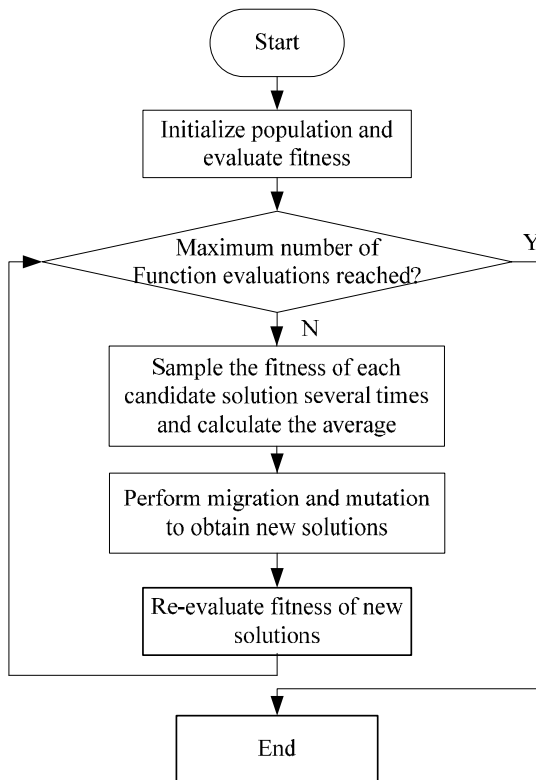 Start
Initialize population and
evaluate fitness
Maximum number of
Function evaluations reached?
Y
N
Sample the fitness of each
candidate solution several times
and calculate the average
Perform migration and mutation
to obtain new solutions
Re-evaluate fitness of new
solutions
End